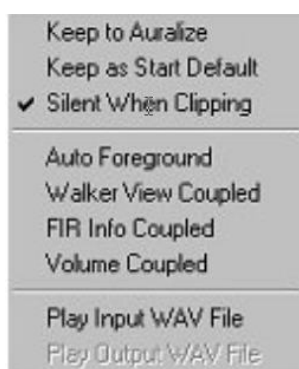 Keep to Auralize
Keep as Start Default
Silent When Clipping
Auto Foreground
Walker View Coupled
FIR Info Coupled
Volume Coupled
Play Input WAV File
Play Output WAV File